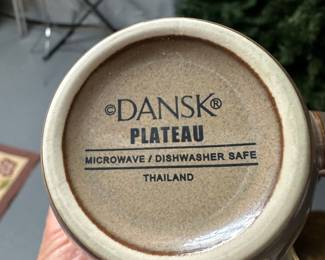 ©DANSK®
PLATEAU
MICROWAVE / DISHWASHER SAFE
THAILAND